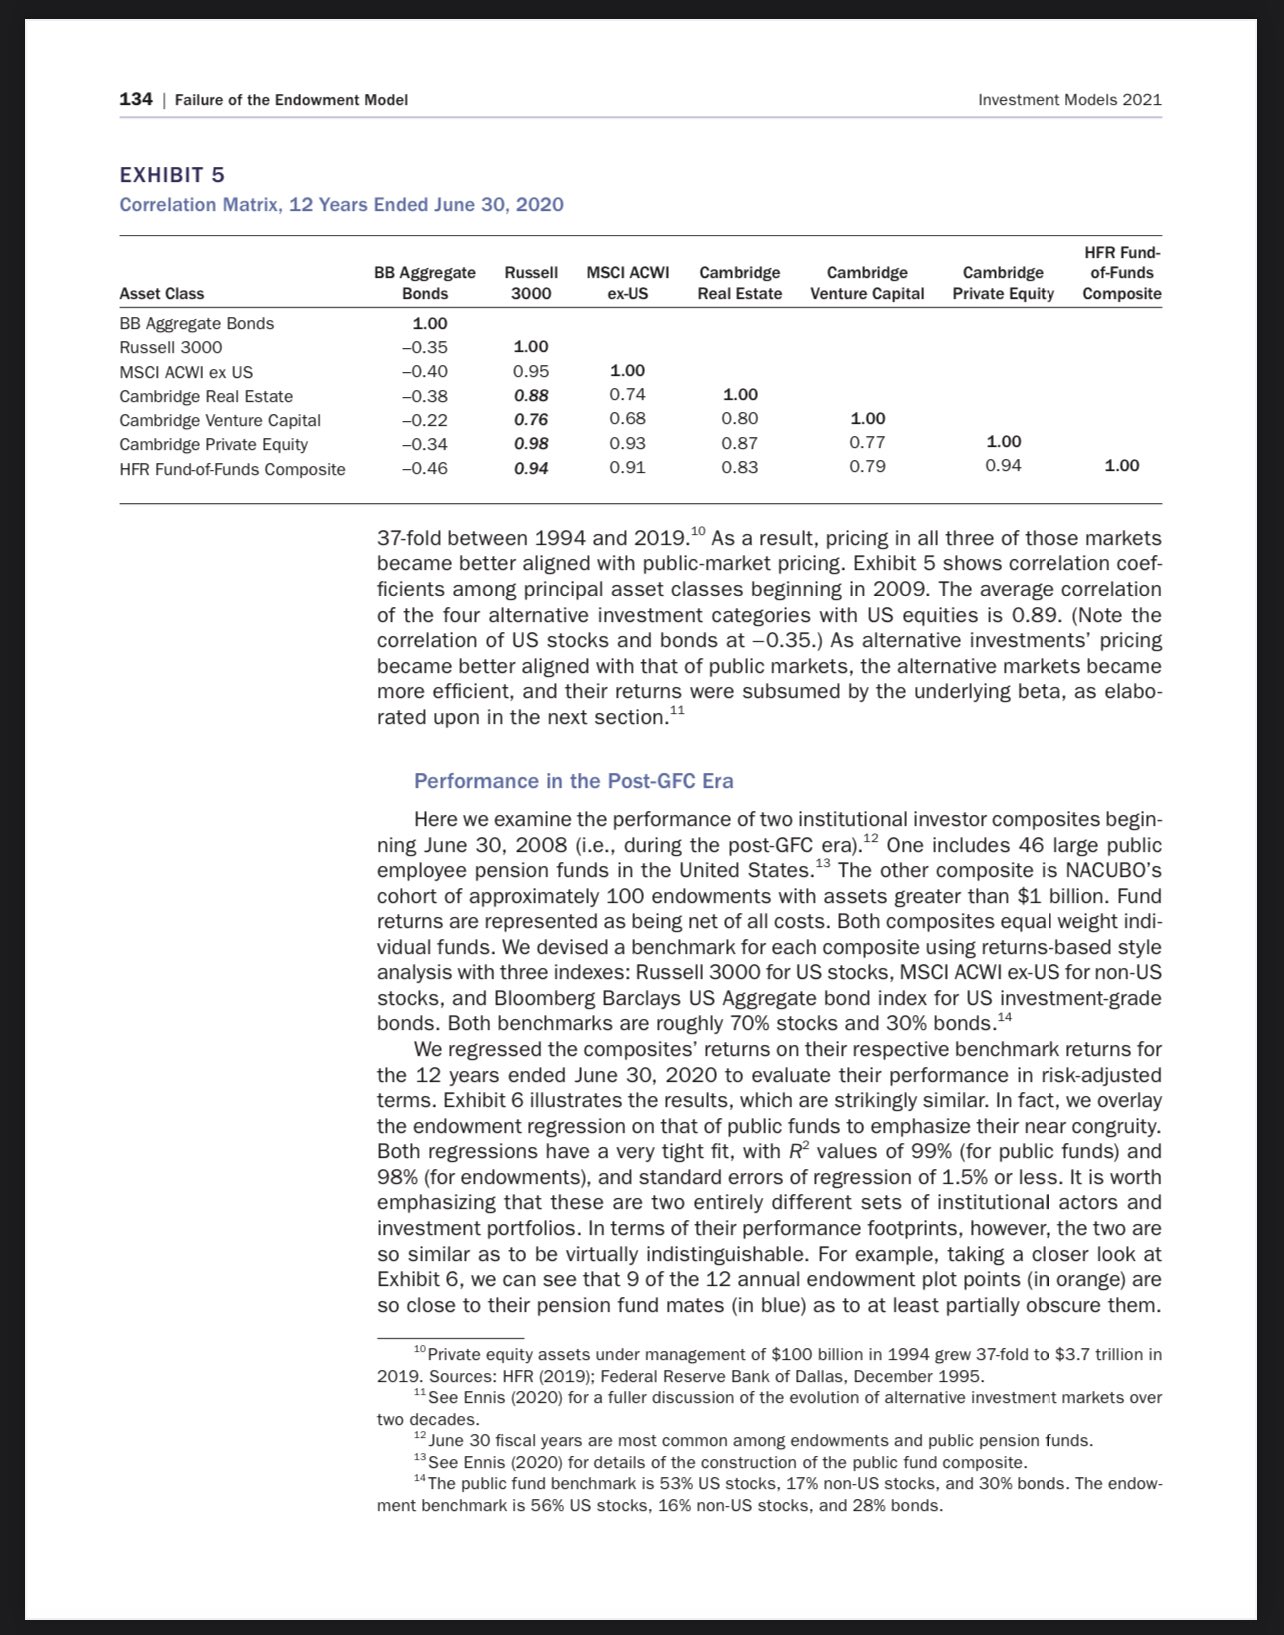 134 | Failure of the Endowment Model Investment Models 2021
EXHIBIT 5
Correlation Matrix, 12 Years Ended June 30, 2020
HFR Fund-
BB Aggregate Russell MSCI ACWI Cambridge Cambridge Cambridge of-Funds
Asset Class Bonds 3000 ex-US Real Estate Venture Capital Private Equity Composite
BB Aggregate Bonds 1.00
Russell 3000 –0.35 1.00
MSCI ACWI ex US –0.40 0.95 1.00
Cambridge Real Estate –0.38 0.88 0.74 1.00
Cambridge Venture Capital –0.22 0.76 0.68 0.80 1.00
Cambridge Private Equity –0.34 0.98 0.93 0.87 0.77 1.00
HFR Fund-of-Funds Composite –0.46 0.94 0.91 0.83 0.79 0.94 1.00
37-fold between 1994 and 2019.¹⁰ As a result, pricing in all three of those markets
became better aligned with public-market pricing. Exhibit 5 shows correlation coef-
ficients among principal asset classes beginning in 2009. The average correlation
of the four alternative investment categories with US equities is 0.89. (Note the
correlation of US stocks and bonds at –0.35.) As alternative investments’ pricing
became better aligned with that of public markets, the alternative markets became
more efficient, and their returns were subsumed by the underlying beta, as elabo-
rated upon in the next section.¹¹
Performance in the Post-GFC Era
Here we examine the performance of two institutional investor composites begin-
ning June 30, 2008 (i.e., during the post-GFC era).¹² One includes 46 large public
employee pension funds in the United States.¹³ The other composite is NACUBO’s
cohort of approximately 100 endowments with assets greater than $1 billion. Fund
returns are represented as being net of all costs. Both composites equal weight indi-
vidual funds. We devised a benchmark for each composite using returns-based style
analysis with three indexes: Russell 3000 for US stocks, MSCI ACWI ex-US for non-US
stocks, and Bloomberg Barclays US Aggregate bond index for US investment-grade
bonds. Both benchmarks are roughly 70% stocks and 30% bonds.¹⁴
We regressed the composites’ returns on their respective benchmark returns for
the 12 years ended June 30, 2020 to evaluate their performance in risk-adjusted
terms. Exhibit 6 illustrates the results, which are strikingly similar. In fact, we overlay
the endowment regression on that of public funds to emphasize their near congruity.
Both regressions have a very tight fit, with R² values of 99% (for public funds) and
98% (for endowments), and standard errors of regression of 1.5% or less. It is worth
emphasizing that these are two entirely different sets of institutional actors and
investment portfolios. In terms of their performance footprints, however, the two are
so similar as to be virtually indistinguishable. For example, taking a closer look at
Exhibit 6, we can see that 9 of the 12 annual endowment plot points (in orange) are
so close to their pension fund mates (in blue) as to at least partially obscure them.
¹⁰Private equity assets under management of $100 billion in 1994 grew 37-fold to $3.7 trillion in
2019. Sources: HFR (2019); Federal Reserve Bank of Dallas, December 1995.
¹¹See Ennis (2020) for a fuller discussion of the evolution of alternative investment markets over
two decades.
¹²June 30 fiscal years are most common among endowments and public pension funds.
¹³See Ennis (2020) for details of the construction of the public fund composite.
¹⁴The public fund benchmark is 53% US stocks, 17% non-US stocks, and 30% bonds. The endow-
ment benchmark is 56% US stocks, 16% non-US stocks, and 28% bonds.